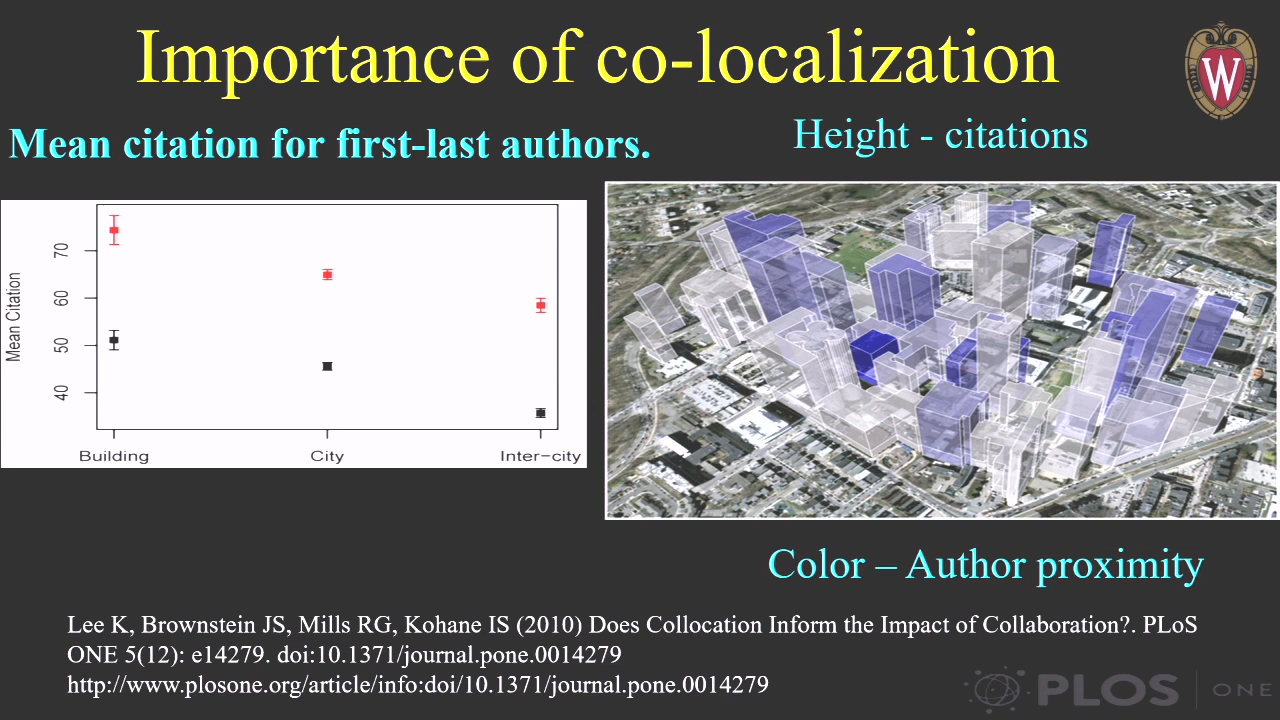 Importance of co-localization
W
Mean citation for first-last authors.
Height - citations
Mean Citation
70
60
50
40
Building
City
Inter-city
Color – Author proximity
Lee K, Brownstein JS, Mills RG, Kohane IS (2010) Does Collocation Inform the Impact of Collaboration?. PLoS
ONE 5(12): e14279. doi:10.1371/journal.pone.0014279
http://www.plosone.org/article/info:doi/10.1371/journal.pone.0014279
PLOS ONE